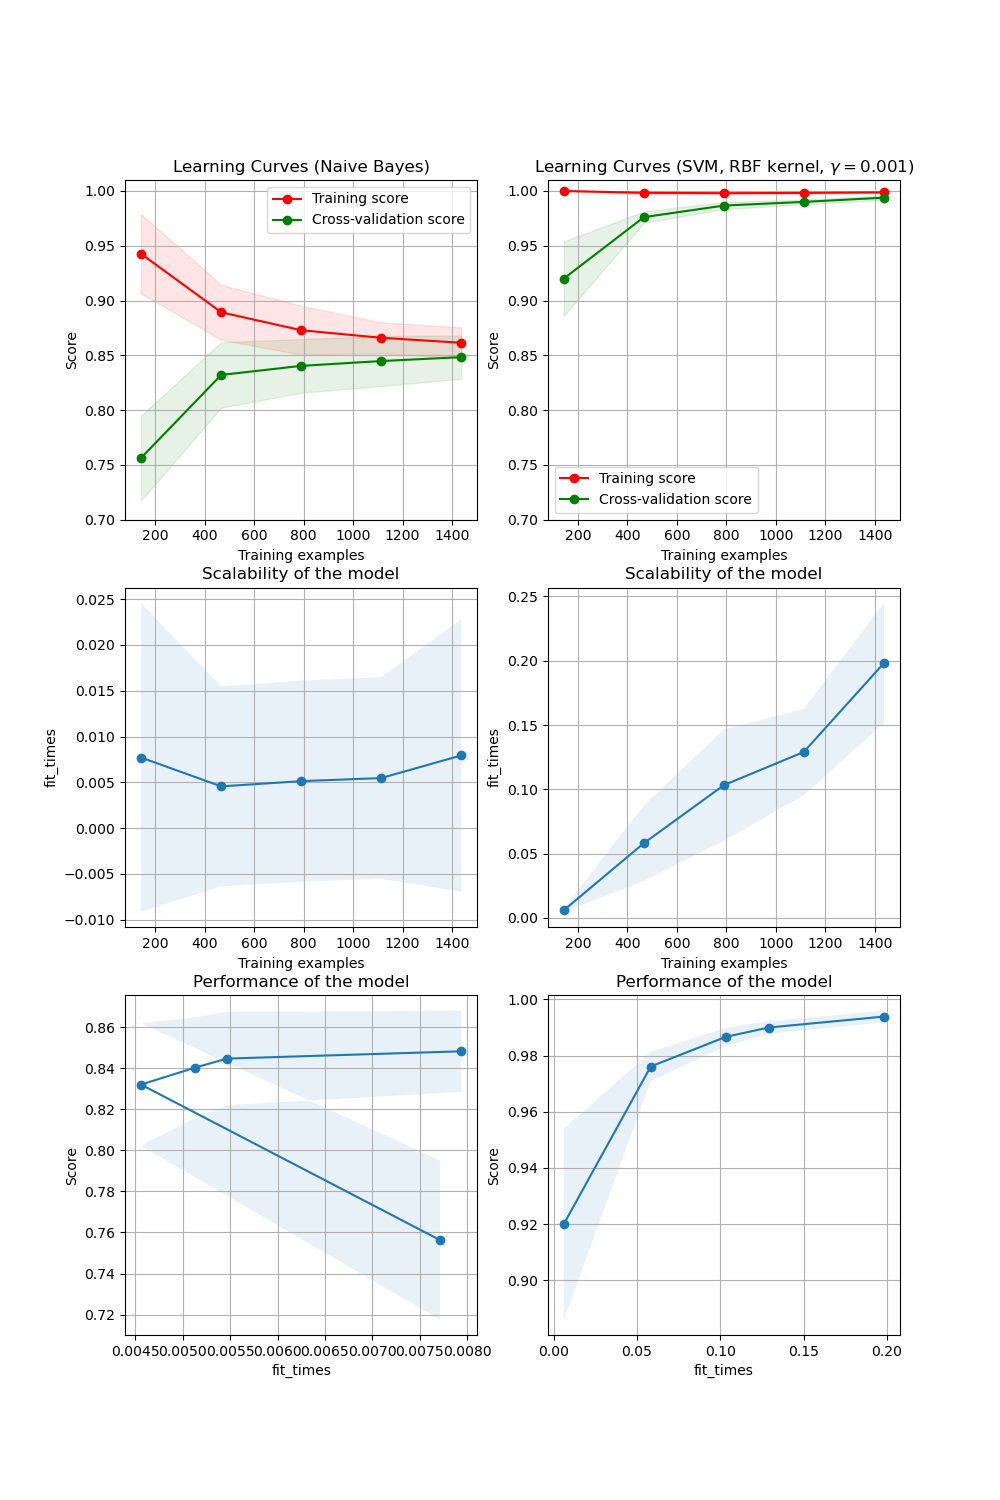 Learning Curves (Naive Bayes)
1.00
0.95
0.90
0.85
0.80
0.75
0.70
Score
Training score
Cross-validation score
200 400 600 800 1000 1200 1400
Training examples
Learning Curves (SVM, RBF kernel, γ = 0.001)
1.00
0.95
0.90
0.85
0.80
0.75
0.70
Score
Training score
Cross-validation score
200 400 600 800 1000 1200 1400
Training examples
Scalability of the model
0.025
0.020
0.015
0.010
0.005
0.000
−0.005
−0.010
fit_times
200 400 600 800 1000 1200 1400
Training examples
Scalability of the model
0.25
0.20
0.15
0.10
0.05
0.00
fit_times
200 400 600 800 1000 1200 1400
Training examples
Performance of the model
0.86
0.84
0.82
0.80
0.78
0.76
0.74
0.72
Score
0.0045 0.0050 0.0055 0.0060 0.0065 0.0070 0.0075 0.0080
fit_times
Performance of the model
1.00
0.98
0.96
0.94
0.92
0.90
Score
0.00 0.05 0.10 0.15 0.20
fit_times